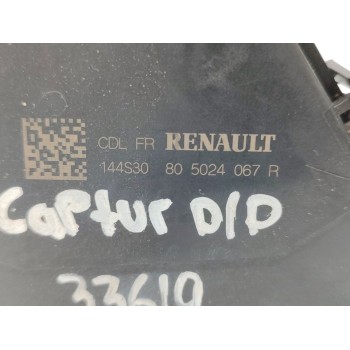 CDL FR RENAULT
144S30 80 5024 067 R
Captur D/D
33619